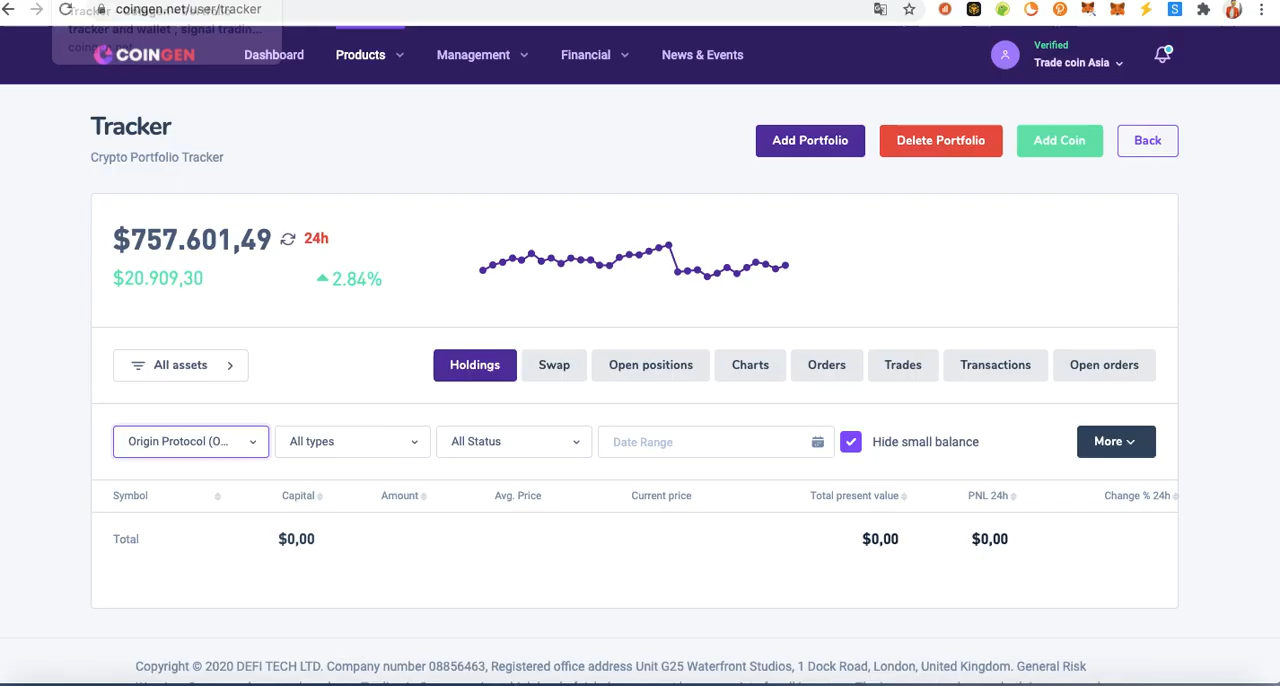 coingen.net/user/tracker
tracker and wallet , signal tradin...
COINGEN
Dashboard
Products
Management
Financial
News & Events
Verified
Trade coin Asia
Tracker
Crypto Portfolio Tracker
Add Portfolio
Delete Portfolio
Add Coin
Back
$757.601,49 24h
$20.909,30 2.84%
All assets
Holdings
Swap
Open positions
Charts
Orders
Trades
Transactions
Open orders
Origin Protocol (O...
All types
All Status
Date Range
Hide small balance
More
Symbol Capital Amount Avg. Price Current price Total present value PNL 24h Change % 24h
Total $0,00 $0,00 $0,00
Copyright © 2020 DEFI TECH LTD. Company number 08856463, Registered office address Unit G25 Waterfront Studios, 1 Dock Road, London, United Kingdom. General Risk